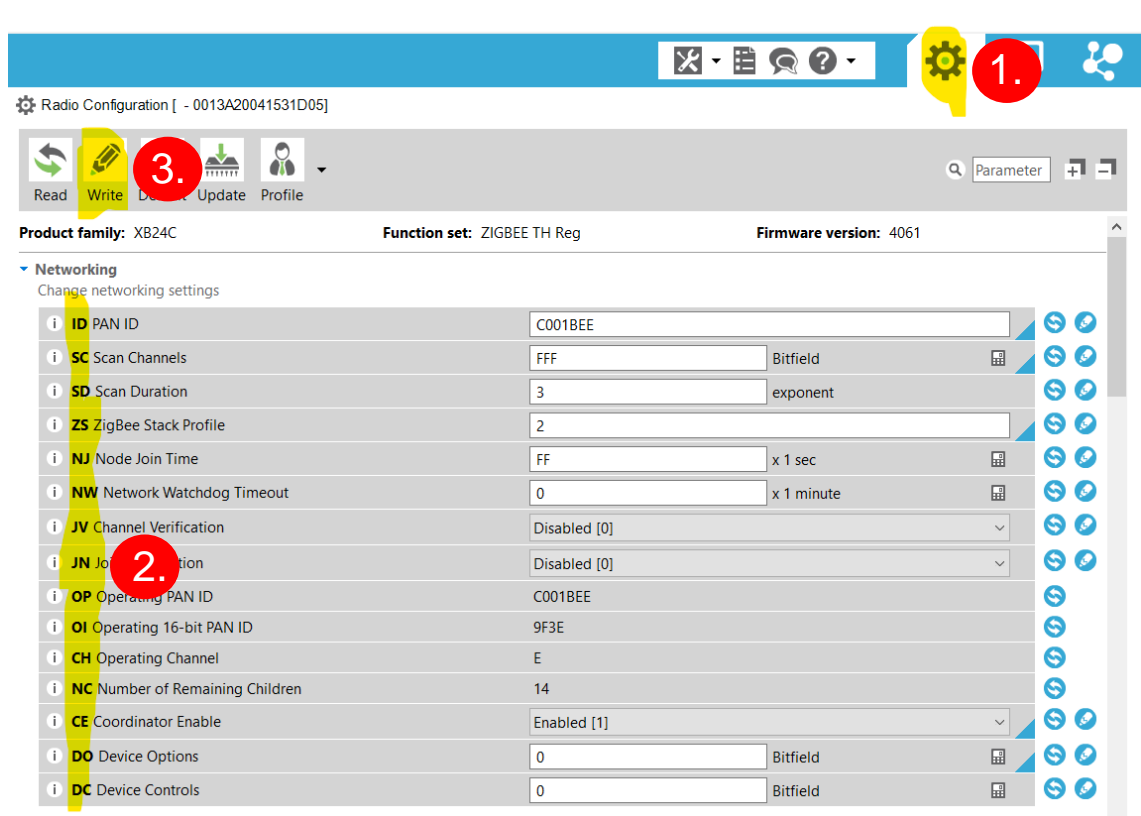 1.
Radio Configuration [ - 0013A20041531D05]
3.
Parameter
Read Write Update Profile
Product family: XB24C Function set: ZIGBEE TH Reg Firmware version: 4061
Networking
Change networking settings
i ID PAN ID C001BEE
i SC Scan Channels FFF Bitfield
i SD Scan Duration 3 exponent
i ZS ZigBee Stack Profile 2
i NJ Node Join Time FF x 1 sec
i NW Network Watchdog Timeout 0 x 1 minute
i JV Channel Verification Disabled [0]
i JN 2. Disabled [0]
i OP Operating PAN ID C001BEE
i OI Operating 16-bit PAN ID 9F3E
i CH Operating Channel E
i NC Number of Remaining Children 14
i CE Coordinator Enable Enabled [1]
i DO Device Options 0 Bitfield
i DC Device Controls 0 Bitfield